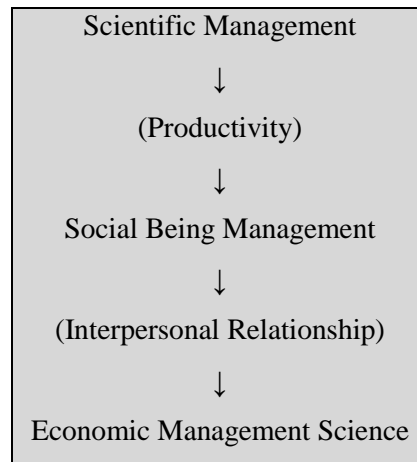 Scientific Management
↓
(Productivity)
↓
Social Being Management
↓
(Interpersonal Relationship)
↓
Economic Management Science